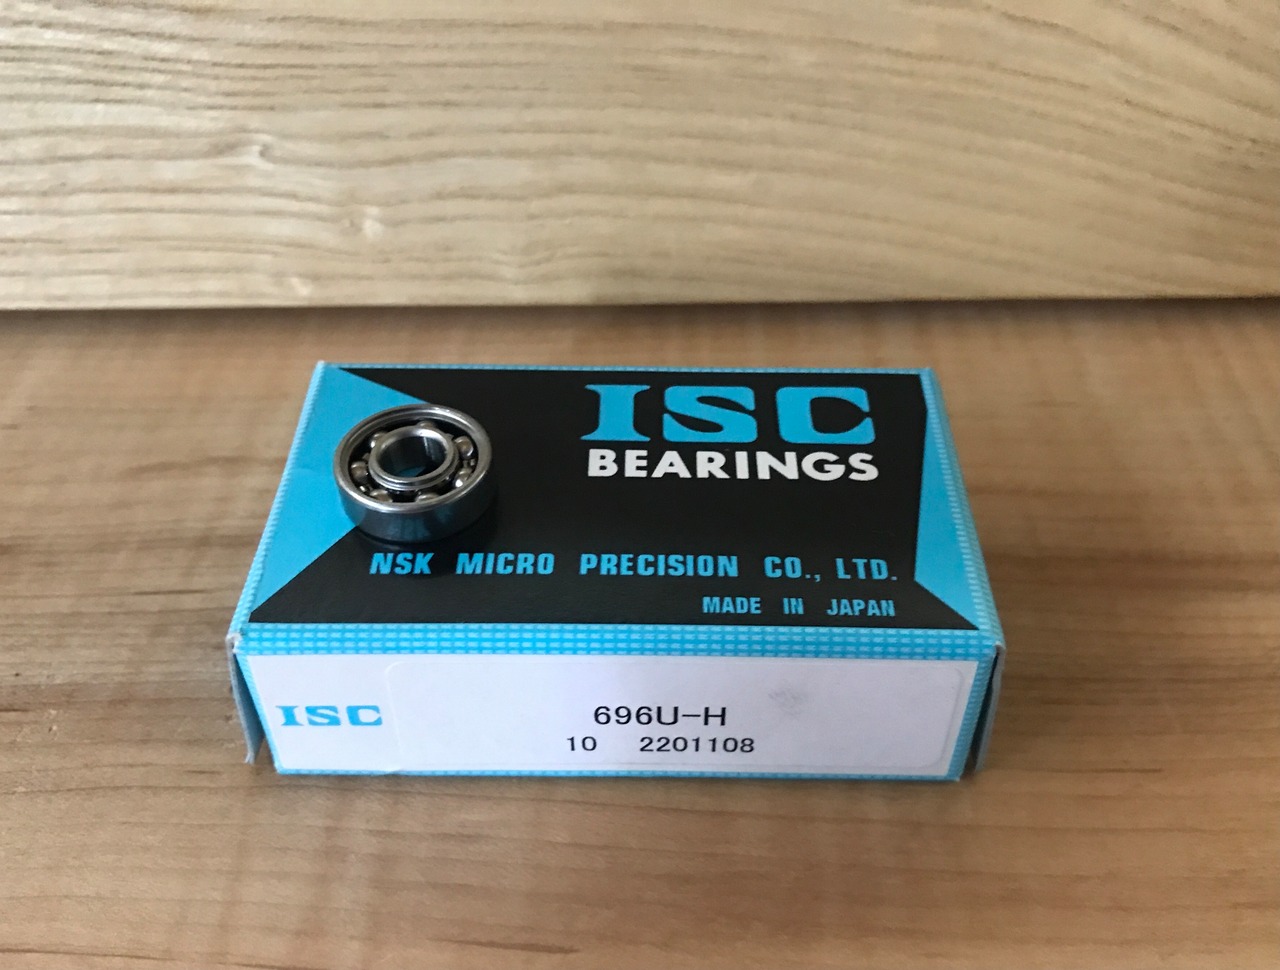 ISC
BEARINGS
NSK MICRO PRECISION CO., LTD.
MADE IN JAPAN
ISC
696U-H
10 2201108